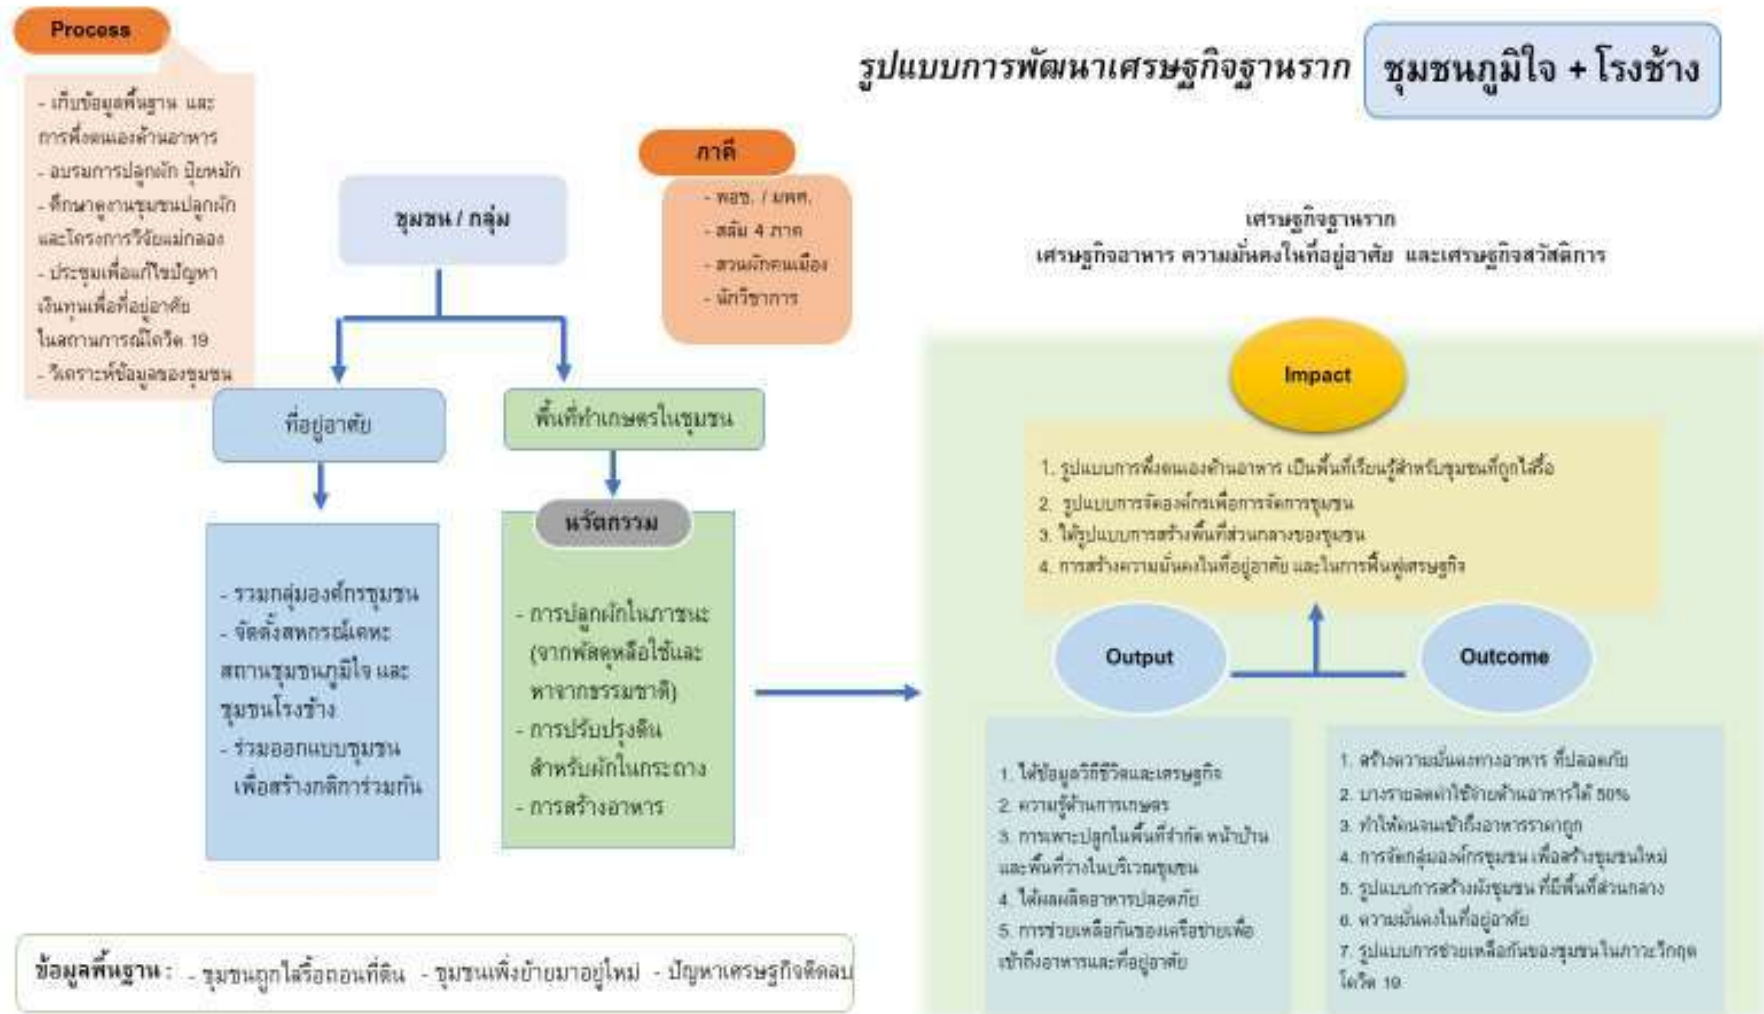 Process
- เก็บข้อมูลพื้นฐาน และ
การพึ่งตนเองด้านอาหาร
- อบรมการปลูกผัก ปุ๋ยหมัก
- ศึกษาดูงานชุมชนปลูกผัก
และโครงการวิจัยแม่กลอง
- ประชุมเพื่อแก้ไขปัญหา
เงินทุนเพื่อที่อยู่อาศัย
ในสถานการณ์โควิด 19
- วิเคราะห์ข้อมูลของชุมชน
รูปแบบการพัฒนาเศรษฐกิจฐานราก
ชุมชนภูมิใจ + โรงช้าง
ภาคี
- พอช. / มพศ.
- สลัม 4 ภาค
- สวนผักคนเมือง
- นักวิชาการ
ชุมชน / กลุ่ม
เศรษฐกิจฐานราก
เศรษฐกิจอาหาร ความมั่นคงในที่อยู่อาศัย และเศรษฐกิจสวัสดิการ
ที่อยู่อาศัย
พื้นที่ทำเกษตรในชุมชน
- รวมกลุ่มองค์กรชุมชน
- จัดตั้งสหกรณ์เคหะ
สถานชุมชนภูมิใจ และ
ชุมชนโรงช้าง
- ร่วมออกแบบชุมชน
เพื่อสร้างกติการ่วมกัน
นวัตกรรม
- การปลูกผักในภาชนะ
(จากพัสดุหลือใช้และ
หาจากธรรมชาติ)
- การปรับปรุงดิน
สำหรับผักในกระถาง
- การสร้างอาหาร
Impact
1. รูปแบบการพึ่งตนเองด้านอาหาร เป็นพื้นที่เรียนรู้สำหรับชุมชนที่ถูกไล่รื้อ
2. รูปแบบการจัดองค์กรเพื่อการจัดการชุมชน
3. ได้รูปแบบการสร้างพื้นที่ส่วนกลางของชุมชน
4. การสร้างความมั่นคงในที่อยู่อาศัย และในการฟื้นฟูเศรษฐกิจ
Output
1. ได้ข้อมูลวิถีชีวิตและเศรษฐกิจ
2. ความรู้ด้านการเกษตร
3. การเพาะปลูกในพื้นที่จำกัด หน้าบ้าน
และพื้นที่ว่างในบริเวณชุมชน
4. ได้ผลผลิตอาหารปลอดภัย
5. การช่วยเหลือกันของเครือข่ายเพื่อ
เข้าถึงอาหารและที่อยู่อาศัย
Outcome
1. สร้างความมั่นคงทางอาหาร ที่ปลอดภัย
2. บางรายลดค่าใช้จ่ายด้านอาหารได้ 50%
3. ทำให้คนจนเข้าถึงอาหารราคาถูก
4. การจัดกลุ่มองค์กรชุมชน เพื่อสร้างชุมชนใหม่
5. รูปแบบการสร้างผังชุมชน ที่มีพื้นที่ส่วนกลาง
6. ความมั่นคงในที่อยู่อาศัย
7. รูปแบบการช่วยเหลือกันของชุมชนในภาวะวิกฤต
โควิด 19
ข้อมูลพื้นฐาน : - ชุมชนถูกไล่รื้อถอนที่ดิน - ชุมชนเพิ่งย้ายมาอยู่ใหม่ - ปัญหาเศรษฐกิจติดลบ